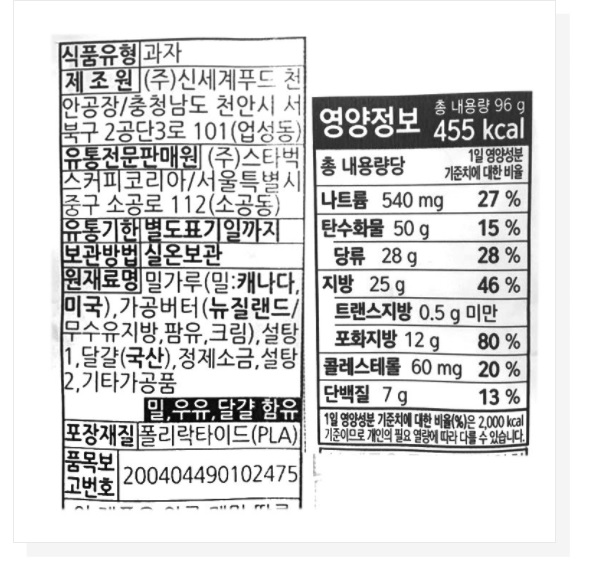 식품유형 과자
제 조 원 (주)신세계푸드 천
안공장/충청남도 천안시 서
북구 2공단3로 101(업성동)
유통전문판매원 (주)스타벅
스커피코리아/서울특별시
중구 소공로 112(소공동)
유통기한 별도표기일까지
보관방법 실온보관
원재료명 밀가루(밀:캐나다,
미국),가공버터(뉴질랜드/
무수유지방,팜유,크림),설탕
1,달걀(국산),정제소금,설탕
2,기타가공품
밀,우유,달걀 함유
포장재질 폴리락타이드(PLA)
품목보
고번호 200404490102475
영양정보 총 내용량 96 g
455 kcal
총 내용량당 1일 영양성분
기준치에 대한 비율
나트륨 540 mg 27 %
탄수화물 50 g 15 %
당류 28 g 28 %
지방 25 g 46 %
트랜스지방 0.5 g 미만
포화지방 12 g 80 %
콜레스테롤 60 mg 20 %
단백질 7 g 13 %
1일 영양성분 기준치에 대한 비율(%)은 2,000 kcal
기준이므로 개인의 필요 열량에 따라 다를 수 있습니다.